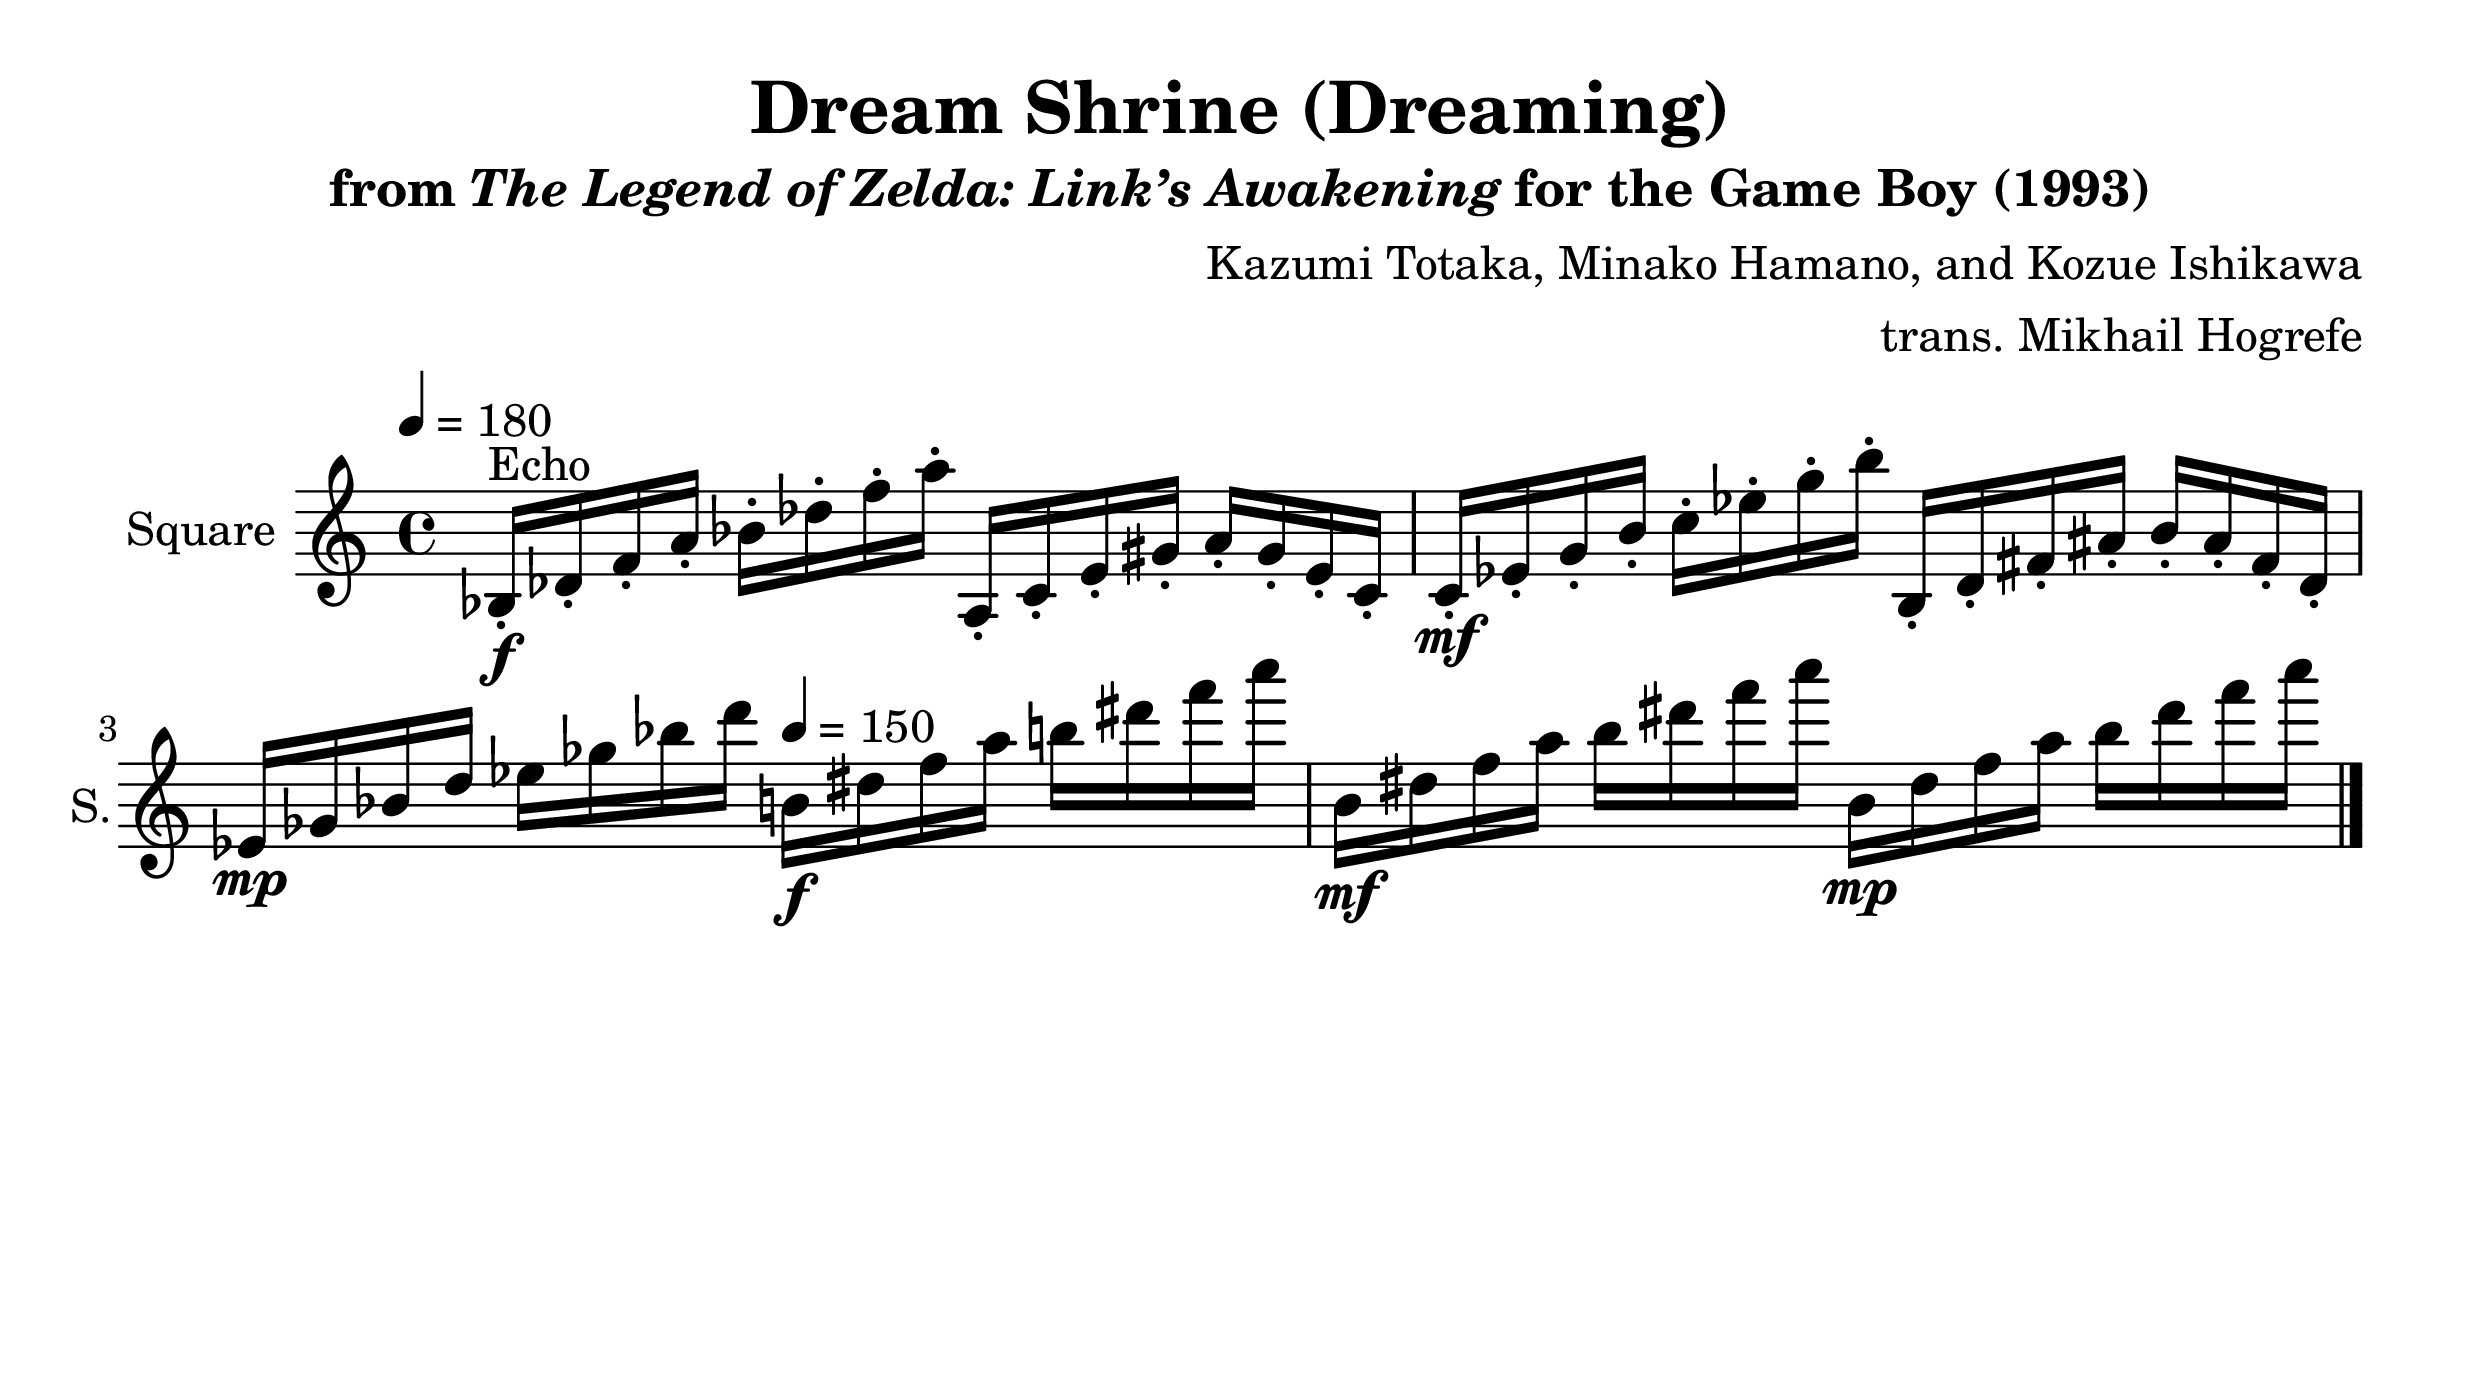 Dream Shrine (Dreaming)
from The Legend of Zelda: Link’s Awakening for the Game Boy (1993)
Kazumi Totaka, Minako Hamano, and Kozue Ishikawa
trans. Mikhail Hogrefe
= 180
Echo
Square
f
mf
3
= 150
S.
mp
f
mf
mp